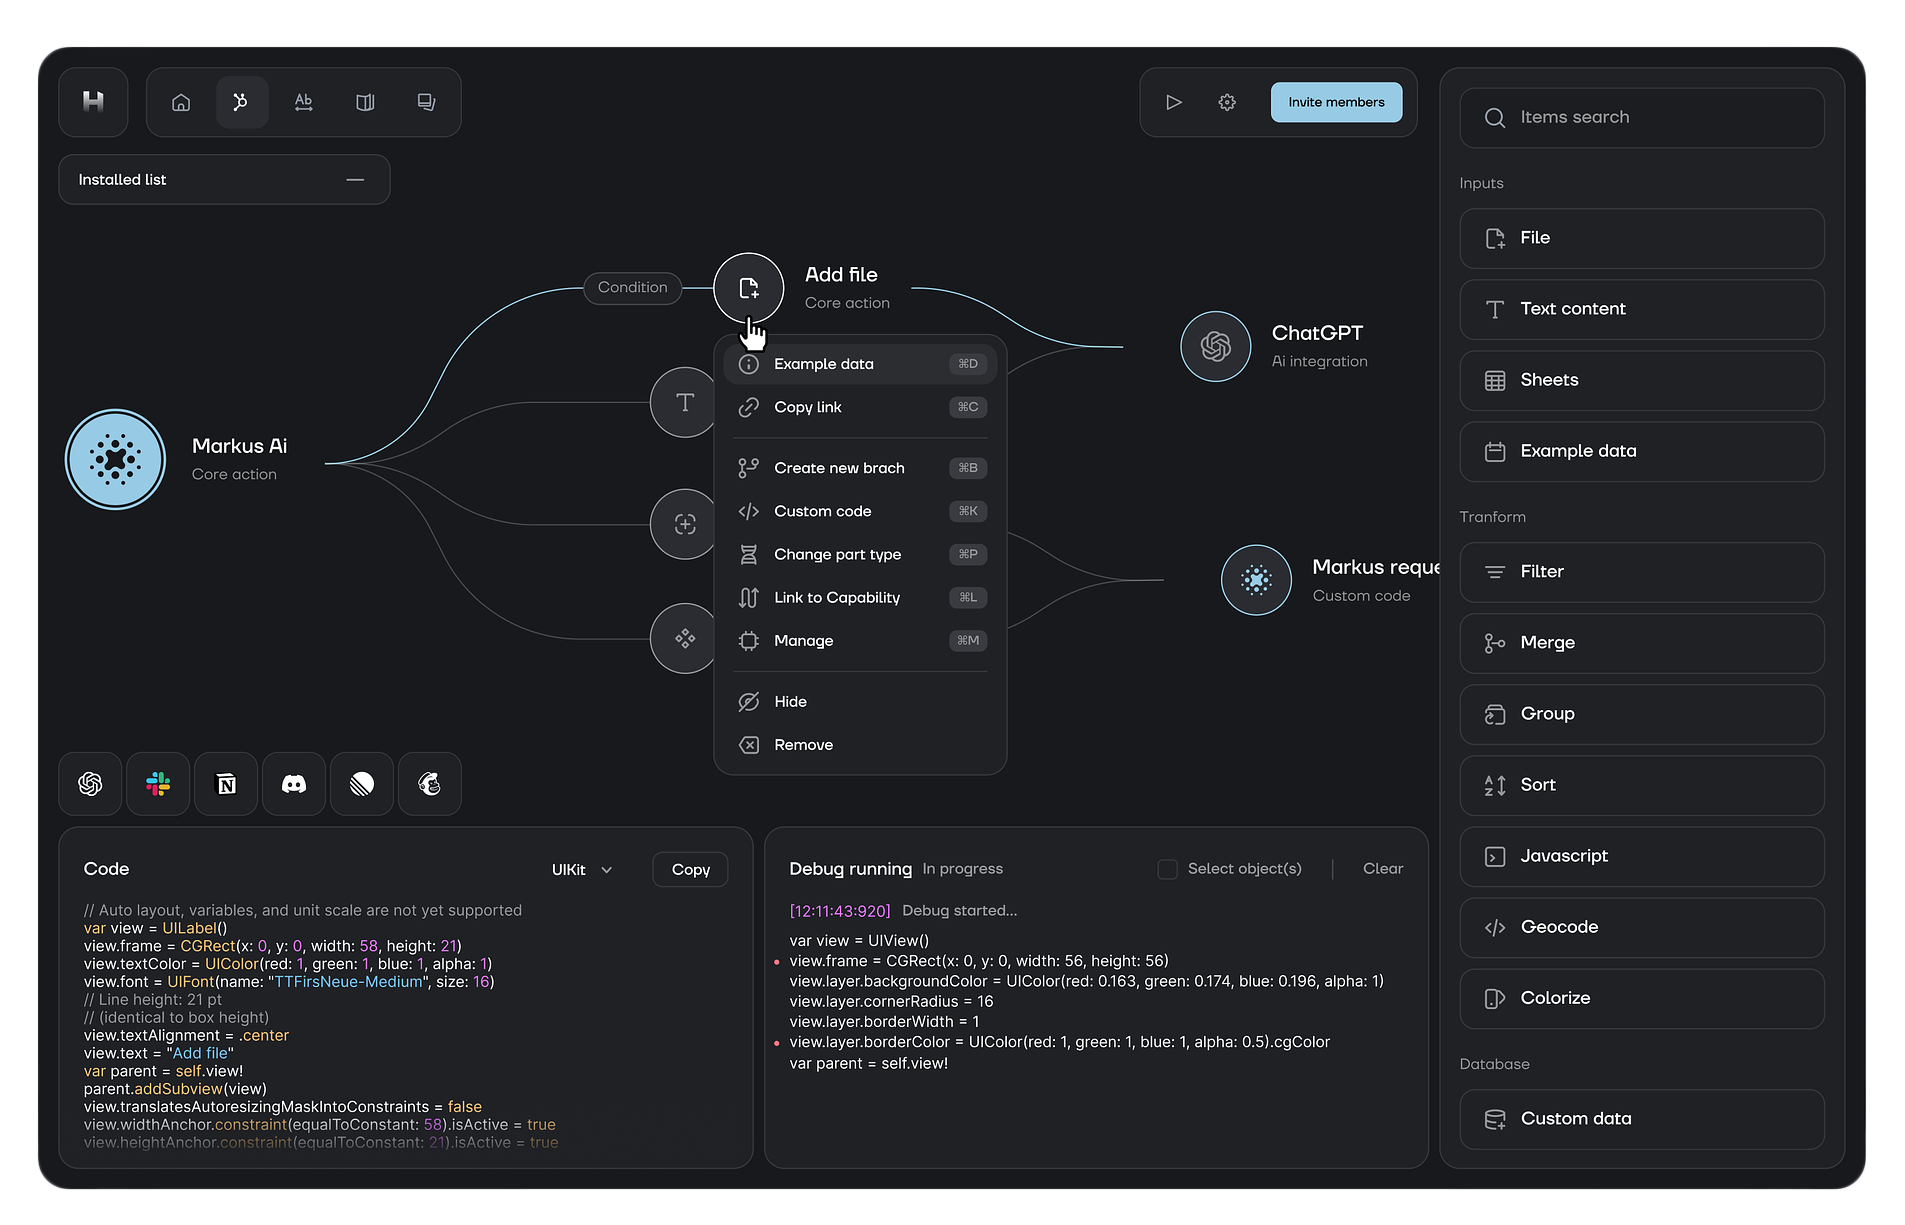 H
Ab
Invite members
Installed list
Condition
Add file
Core action
Example data ⌘D
Copy link ⌘C
Create new brach ⌘B
Custom code ⌘K
Change part type ⌘P
Link to Capability ⌘L
Manage ⌘M
Hide
Remove
Markus Ai
Core action
T
ChatGPT
Ai integration
Markus reque
Custom code
N
Code
UIKit
Copy
// Auto layout, variables, and unit scale are not yet supported
var view = UILabel()
view.frame = CGRect(x: 0, y: 0, width: 58, height: 21)
view.textColor = UIColor(red: 1, green: 1, blue: 1, alpha: 1)
view.font = UIFont(name: "TTFirsNeue-Medium", size: 16)
// Line height: 21 pt
// (identical to box height)
view.textAlignment = .center
view.text = "Add file"
var parent = self.view!
parent.addSubview(view)
view.translatesAutoresizingMaskIntoConstraints = false
view.widthAnchor.constraint(equalToConstant: 58).isActive = true
view.heightAnchor.constraint(equalToConstant: 21).isActive = true
Debug running In progress
Select object(s)
Clear
[12:11:43:920] Debug started...
var view = UIView()
view.frame = CGRect(x: 0, y: 0, width: 56, height: 56)
view.layer.backgroundColor = UIColor(red: 0.163, green: 0.174, blue: 0.196, alpha: 1)
view.layer.cornerRadius = 16
view.layer.borderWidth = 1
view.layer.borderColor = UIColor(red: 1, green: 1, blue: 1, alpha: 0.5).cgColor
var parent = self.view!
Items search
Inputs
File
Text content
Sheets
Example data
Tranform
Filter
Merge
Group
Sort
Javascript
Geocode
Colorize
Database
Custom data